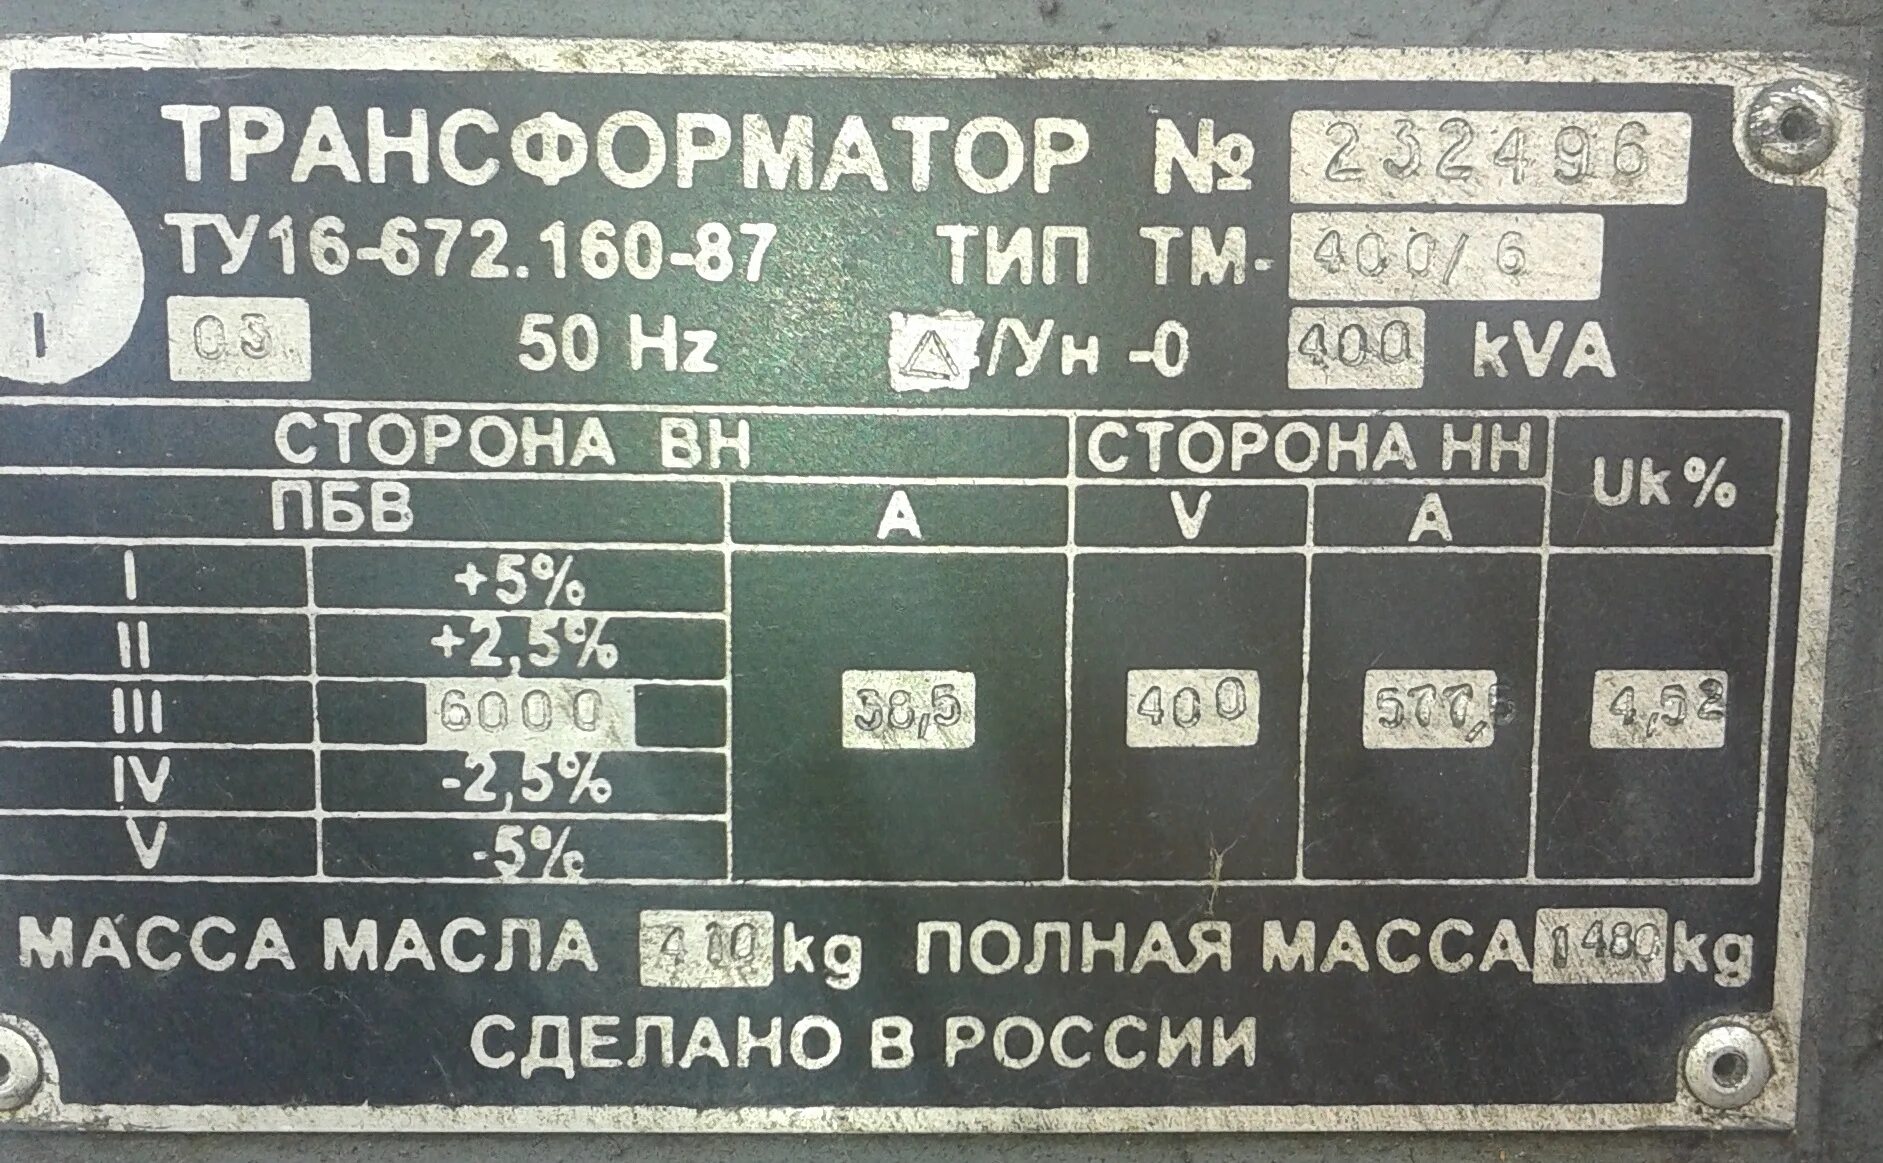 ТРАНСФОРМАТОР № 232496
ТУ16-672.160-87 ТИП ТМ- 400/6
03 50 Hz △/Ун -0 400 kVA
I
СТОРОНА ВН СТОРОНА НН Uk%
ПБВ A V A
I +5%
II +2,5%
III 6000 38,5 400 577,5 4,52
IV -2,5%
V -5%
МАССА МАСЛА 410 kg ПОЛНАЯ МАССА 1480 kg
СДЕЛАНО В РОССИИ